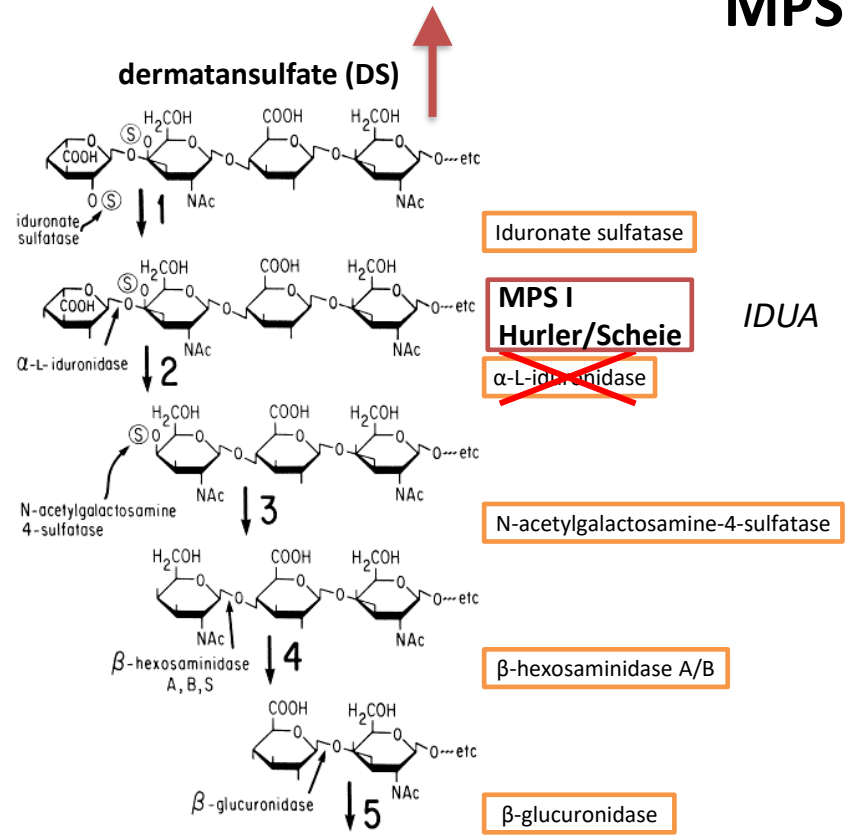 MPS
dermatansulfate (DS)
H2COH COOH H2COH
COOH O S O O O O O O O---etc
O S NAc NAc
iduronate
sulfatase
1
Iduronate sulfatase
H2COH COOH H2COH
COOH O S O O O O O O O---etc
NAc NAc
α-L-iduronidase
2
MPS I
Hurler/Scheie
IDUA
α-L-iduronidase
H2COH COOH H2COH
S O O O O O O O---etc
NAc NAc
N-acetylgalactosamine
4-sulfatase
3
N-acetylgalactosamine-4-sulfatase
H2COH COOH H2COH
O O O O O O---etc
NAc NAc
β-hexosaminidase
A, B, S
4
β-hexosaminidase A/B
COOH H2COH
O O O O---etc
NAc
β-glucuronidase
5
β-glucuronidase